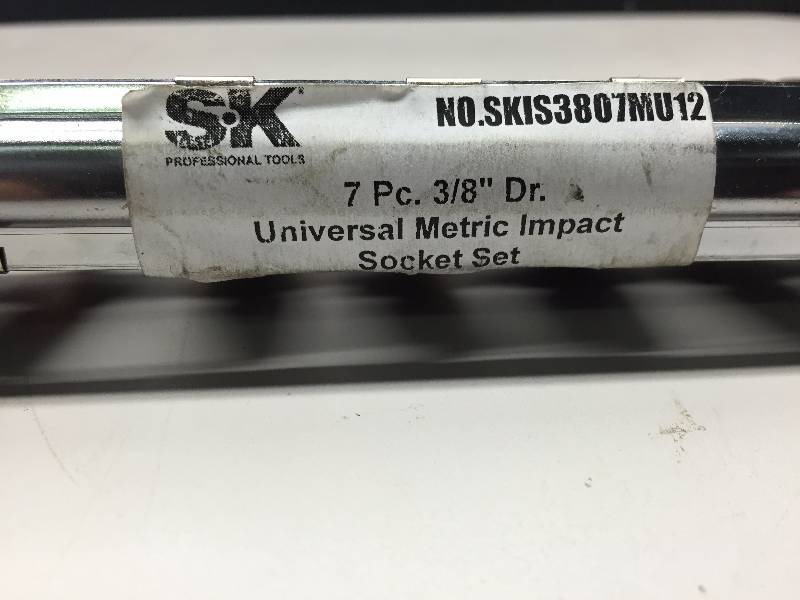 S·K NO.SKIS3807MU12
PROFESSIONAL TOOLS
7 Pc. 3/8" Dr.
Universal Metric Impact
Socket Set